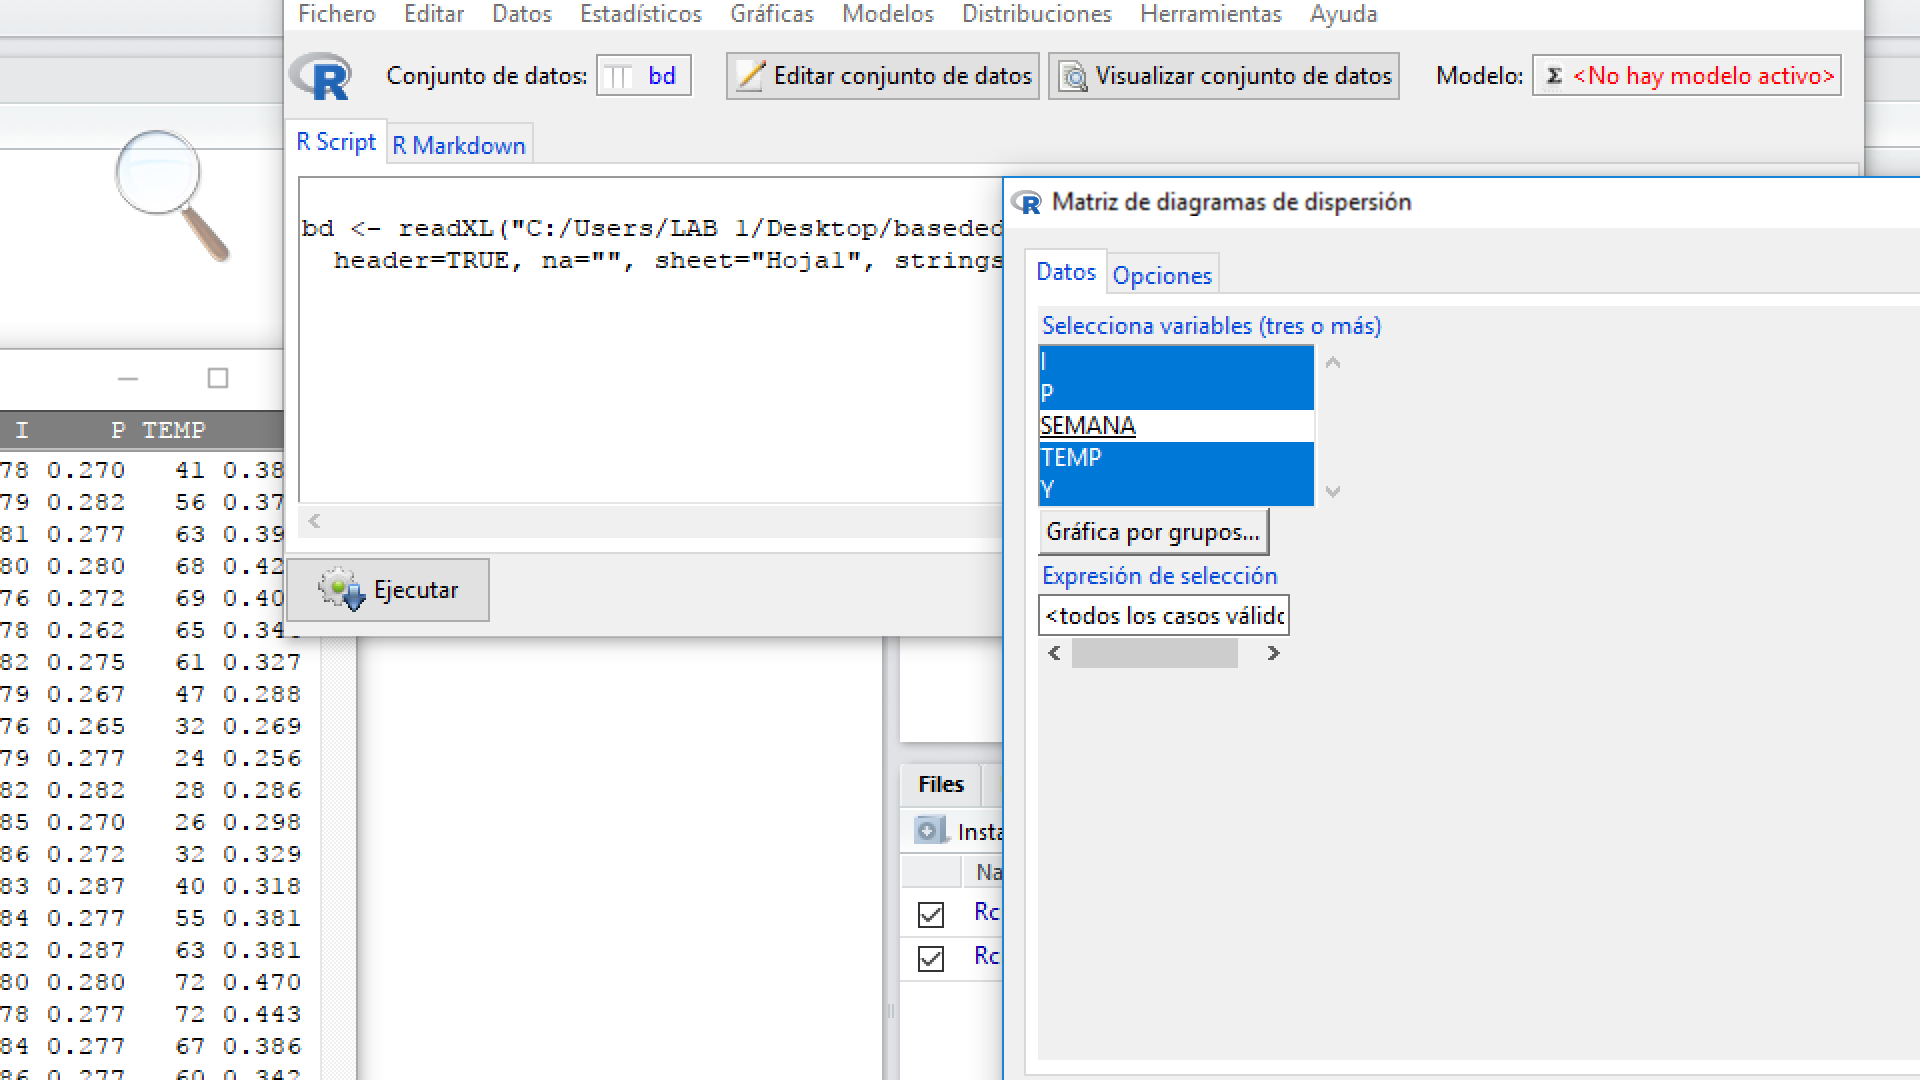 Fichero Editar Datos Estadísticos Gráficas Modelos Distribuciones Herramientas Ayuda
R Conjunto de datos: bd Editar conjunto de datos Visualizar conjunto de datos Modelo: Σ <No hay modelo activo>
R Script R Markdown
bd <- readXL("C:/Users/LAB 1/Desktop/baseded
header=TRUE, na="", sheet="Hoja1", strings
Ejecutar
R Matriz de diagramas de dispersión
Datos Opciones
Selecciona variables (tres o más)
I
P
SEMANA
TEMP
Y
Gráfica por grupos...
Expresión de selección
<todos los casos válido
I P TEMP
78 0.270 41 0.38
79 0.282 56 0.37
81 0.277 63 0.39
80 0.280 68 0.42
76 0.272 69 0.40
78 0.262 65 0.34
82 0.275 61 0.327
79 0.267 47 0.288
76 0.265 32 0.269
79 0.277 24 0.256
82 0.282 28 0.286
85 0.270 26 0.298
86 0.272 32 0.329
83 0.287 40 0.318
84 0.277 55 0.381
82 0.287 63 0.381
80 0.280 72 0.470
78 0.277 72 0.443
84 0.277 67 0.386
86 0.277 60 0.342
Files
Insta
Na
Rc
Rc